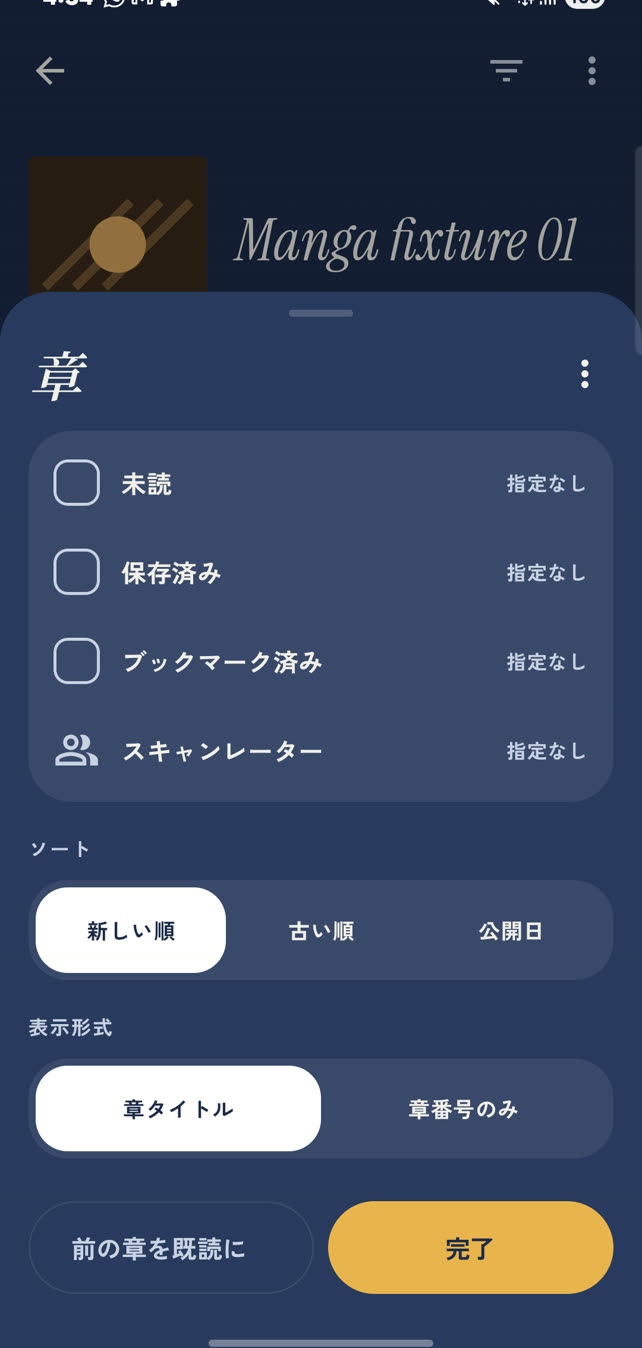 Manga fixture 01
章
未読 指定なし
保存済み 指定なし
ブックマーク済み 指定なし
スキャンレーター 指定なし
ソート
新しい順 古い順 公開日
表示形式
章タイトル 章番号のみ
前の章を既読に 完了